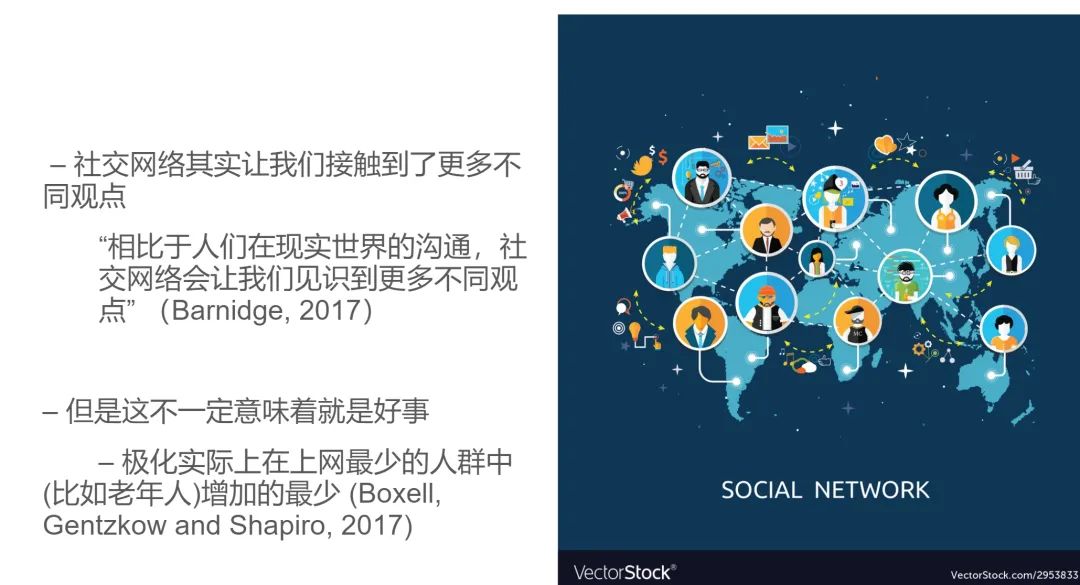 – 社交网络其实让我们接触到了更多不
同观点
“相比于人们在现实世界的沟通，社
交网络会让我们见识到更多不同观
点” （Barnidge, 2017）
– 但是这不一定意味着就是好事
– 极化实际上在上网最少的人群中
(比如老年人)增加的最少 (Boxell,
Gentzkow and Shapiro, 2017)
MC
SOCIAL NETWORK
VectorStock®
VectorStock.com/2953833